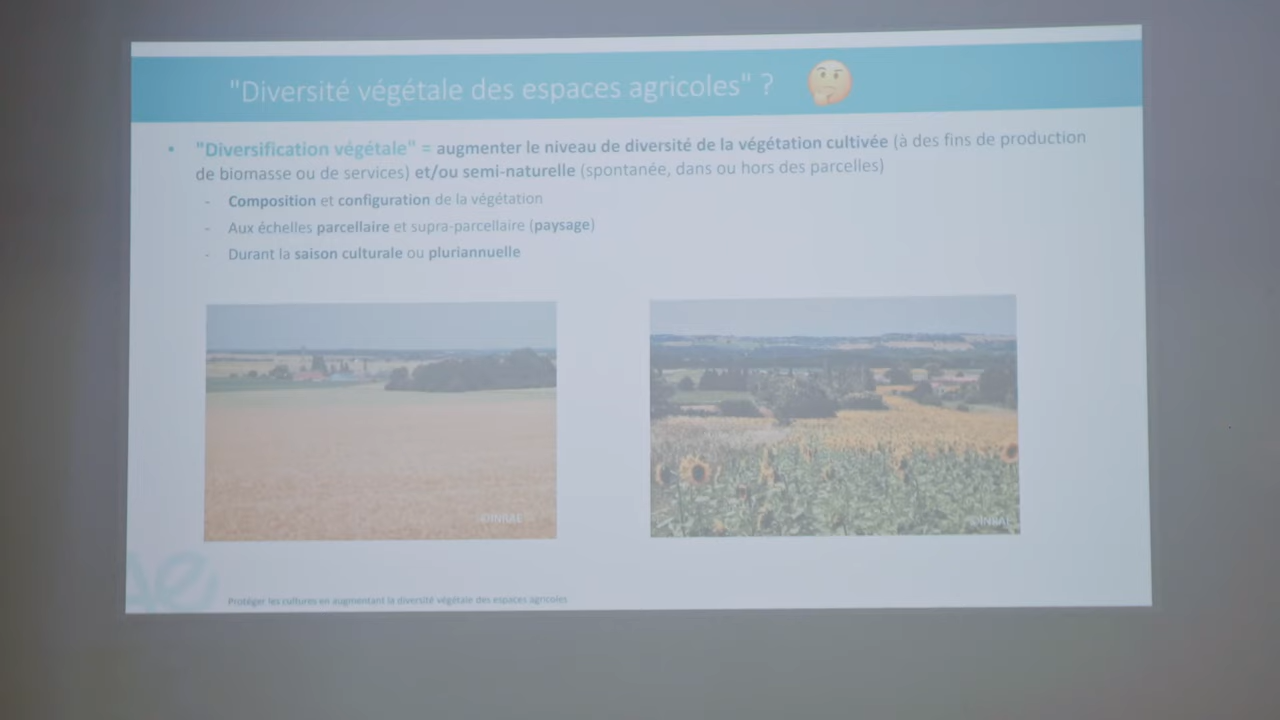 "Diversité végétale des espaces agricoles" ?
• "Diversification végétale" = augmenter le niveau de diversité de la végétation cultivée (à des fins de production
de biomasse ou de services) et/ou semi-naturelle (spontanée, dans ou hors des parcelles)
- Composition et configuration de la végétation
- Aux échelles parcellaire et supra-parcellaire (paysage)
- Durant la saison culturale ou pluriannuelle
©INRAE
©INRAE
Protéger les cultures en augmentant la diversité végétale des espaces agricoles